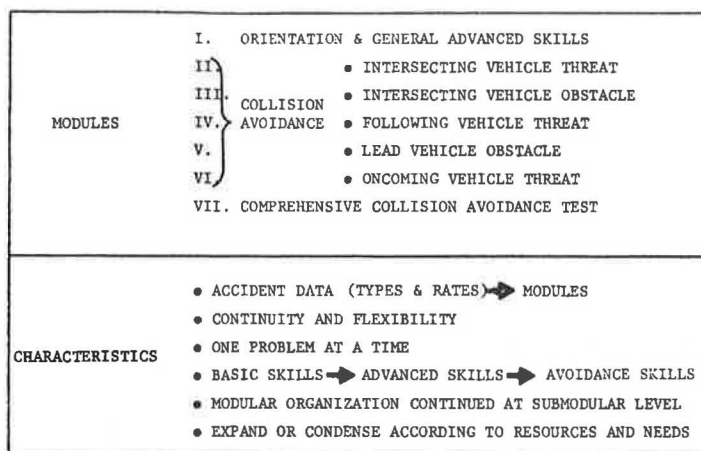 I. ORIENTATION & GENERAL ADVANCED SKILLS
II. • INTERSECTING VEHICLE THREAT
III. • INTERSECTING VEHICLE OBSTACLE
COLLISION AVOIDANCE
MODULES
IV. • FOLLOWING VEHICLE THREAT
V. • LEAD VEHICLE OBSTACLE
VI • ONCOMING VEHICLE THREAT
VII. COMPREHENSIVE COLLISION AVOIDANCE TEST
• ACCIDENT DATA (TYPES & RATES) → MODULES
• CONTINUITY AND FLEXIBILITY
• ONE PROBLEM AT A TIME
CHARACTERISTICS
• BASIC SKILLS → ADVANCED SKILLS → AVOIDANCE SKILLS
• MODULAR ORGANIZATION CONTINUED AT SUBMODULAR LEVEL
• EXPAND OR CONDENSE ACCORDING TO RESOURCES AND NEEDS